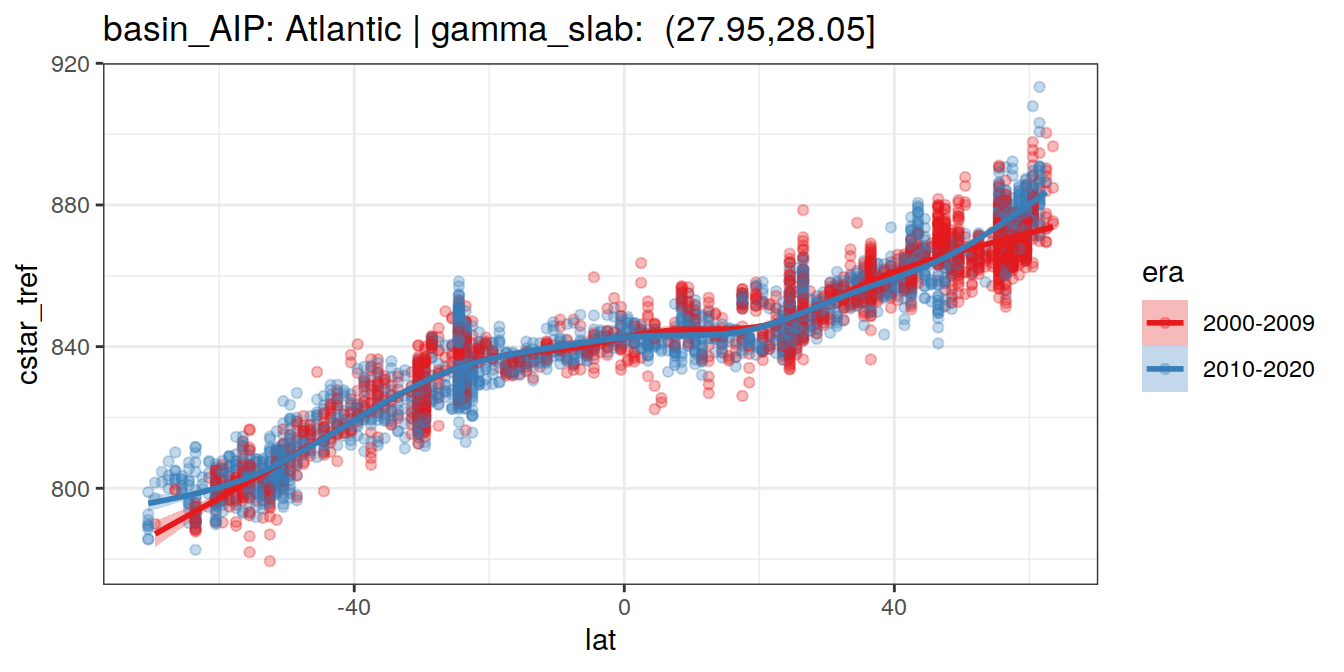 basin_AIP: Atlantic | gamma_slab:  (27.95,28.05]
920
880
840
800
cstar_tref
-40
0
40
lat
era
2000-2009
2010-2020